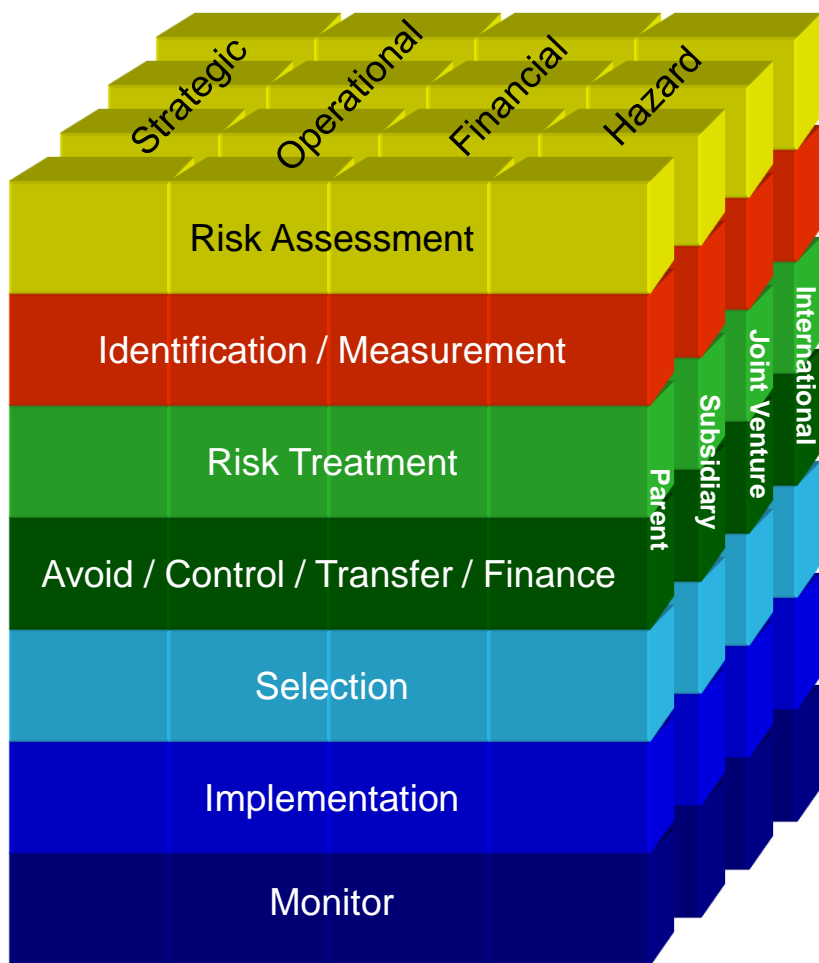 Strategic
Operational
Financial
Hazard
Risk Assessment
Identification / Measurement
Risk Treatment
Avoid / Control / Transfer / Finance
Selection
Implementation
Monitor
Parent
Subsidiary
Joint Venture
International